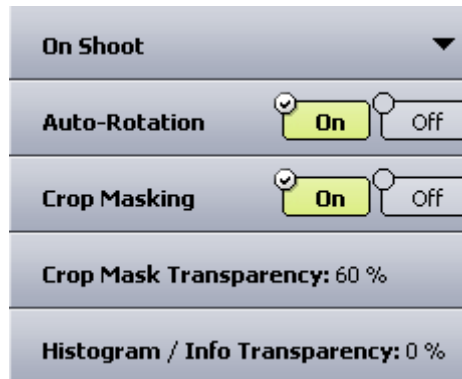 On Shoot
Auto-Rotation On Off
Crop Masking On Off
Crop Mask Transparency: 60 %
Histogram / Info Transparency: 0 %